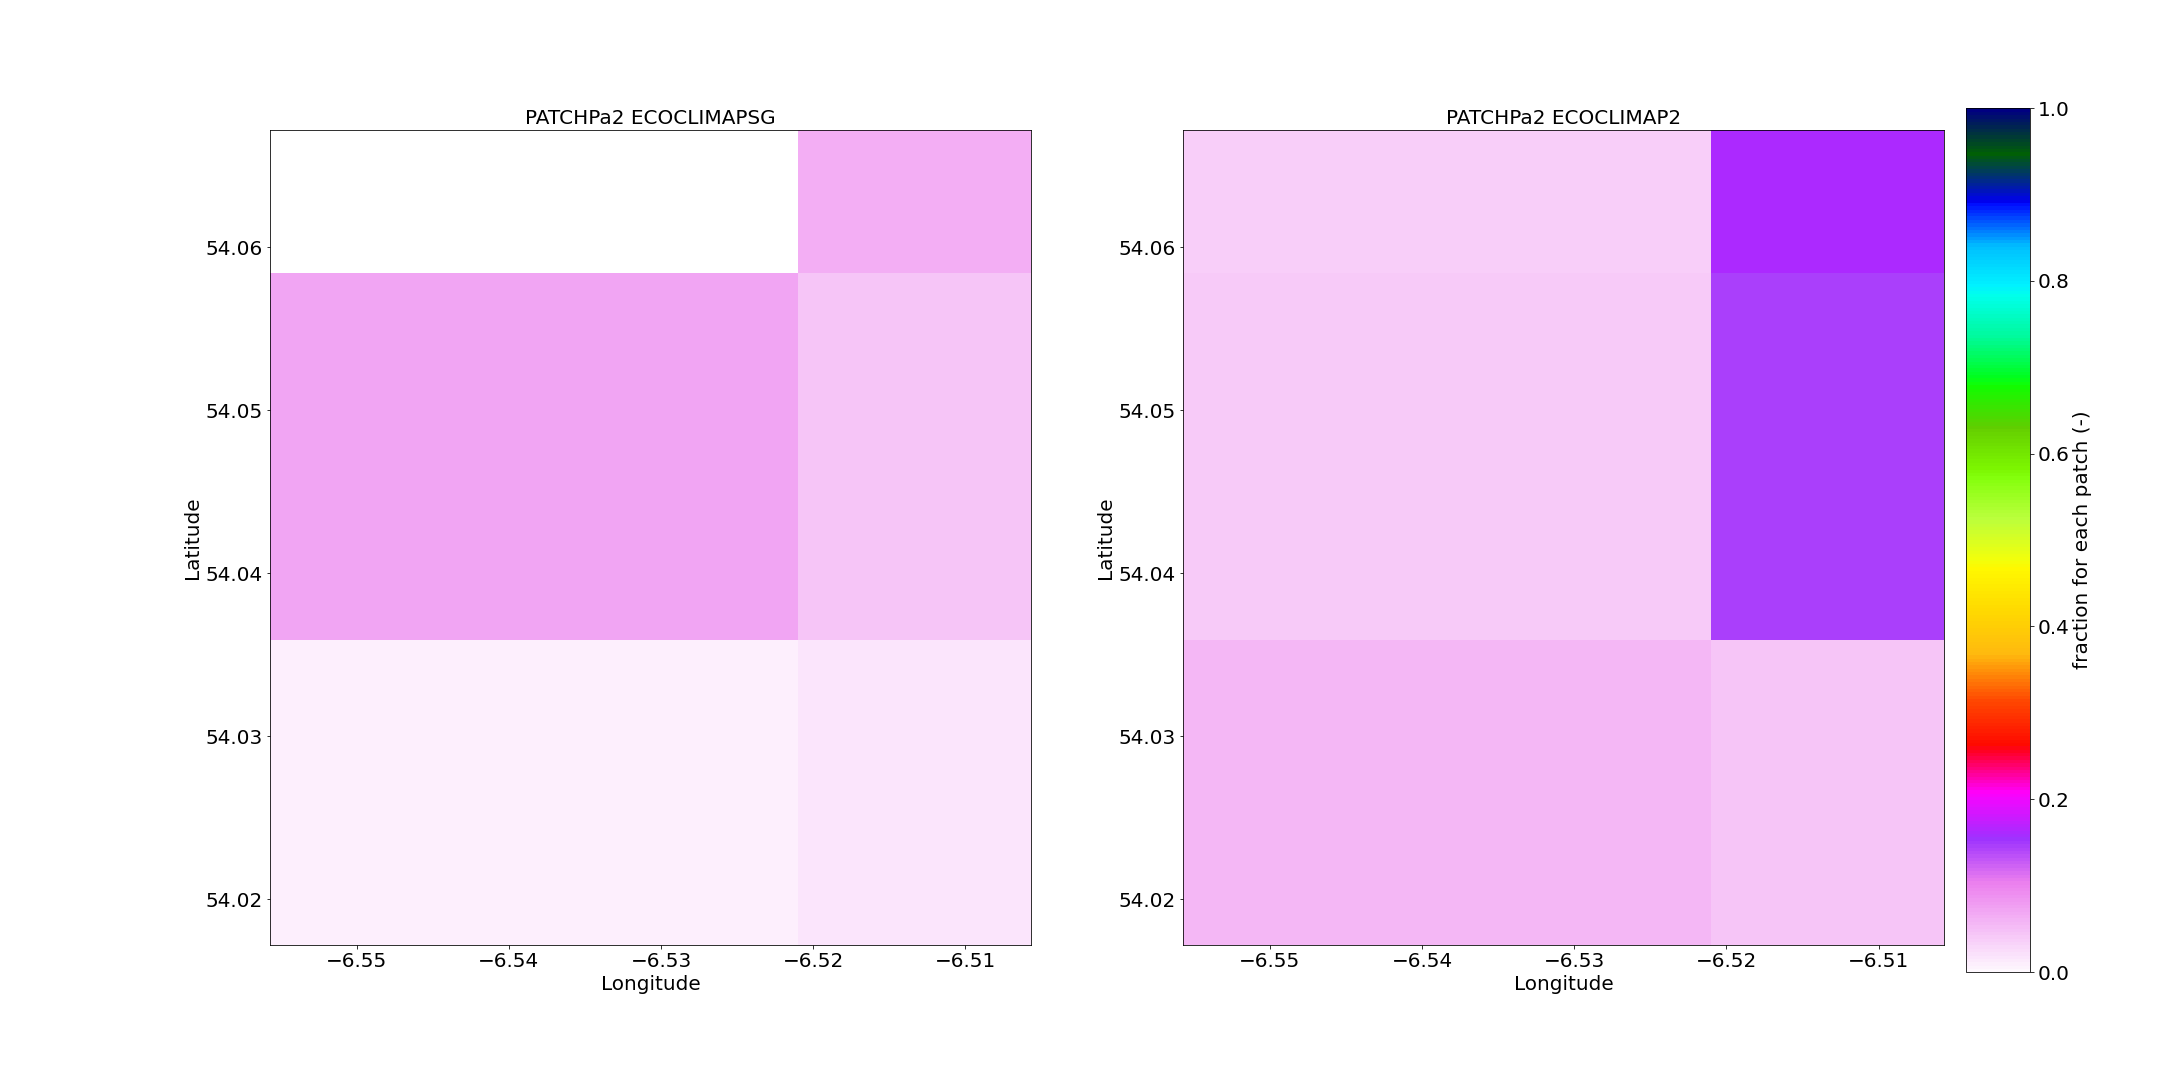 PATCHPa2 ECOCLIMAPSG
54.06
54.05
54.04
54.03
54.02
Latitude
−6.55 −6.54 −6.53 −6.52 −6.51
Longitude
PATCHPa2 ECOCLIMAP2
54.06
54.05
54.04
54.03
54.02
Latitude
−6.55 −6.54 −6.53 −6.52 −6.51
Longitude
1.0
0.8
0.6
0.4
0.2
0.0
fraction for each patch (-)